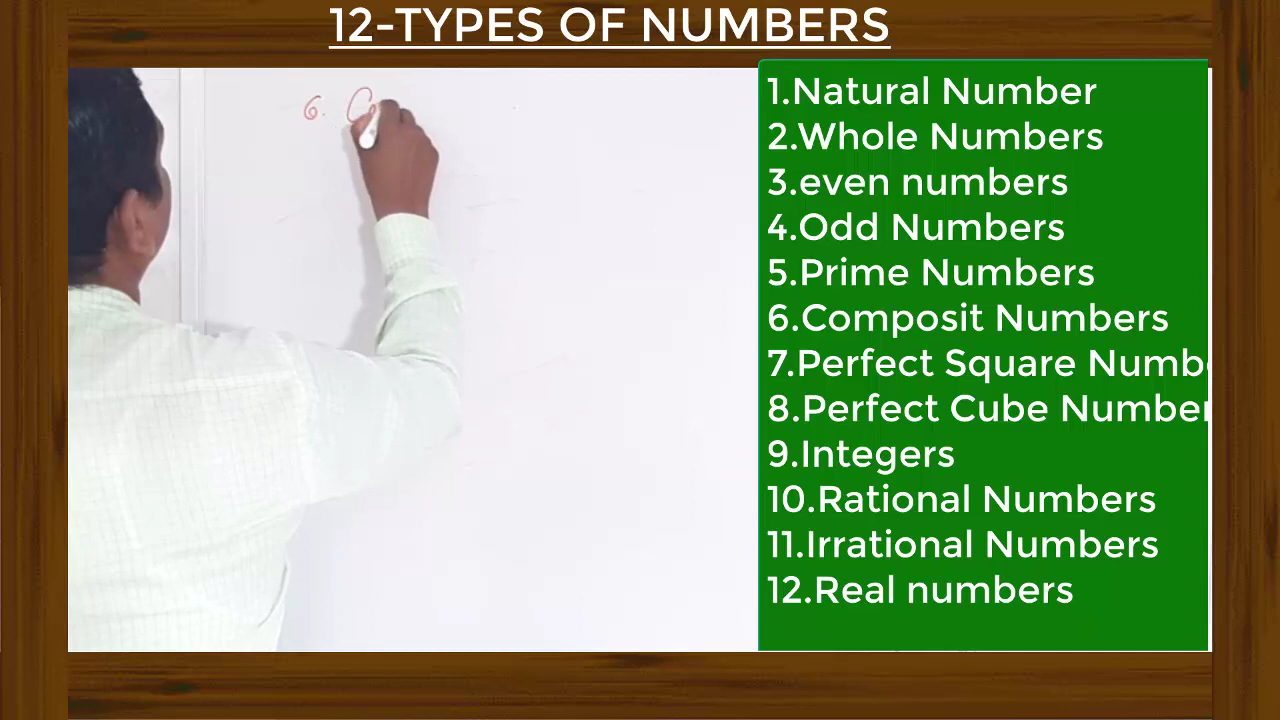 12-TYPES OF NUMBERS
6. Co
1.Natural Number
2.Whole Numbers
3.even numbers
4.Odd Numbers
5.Prime Numbers
6.Composit Numbers
7.Perfect Square Numbe
8.Perfect Cube Number
9.Integers
10.Rational Numbers
11.Irrational Numbers
12.Real numbers